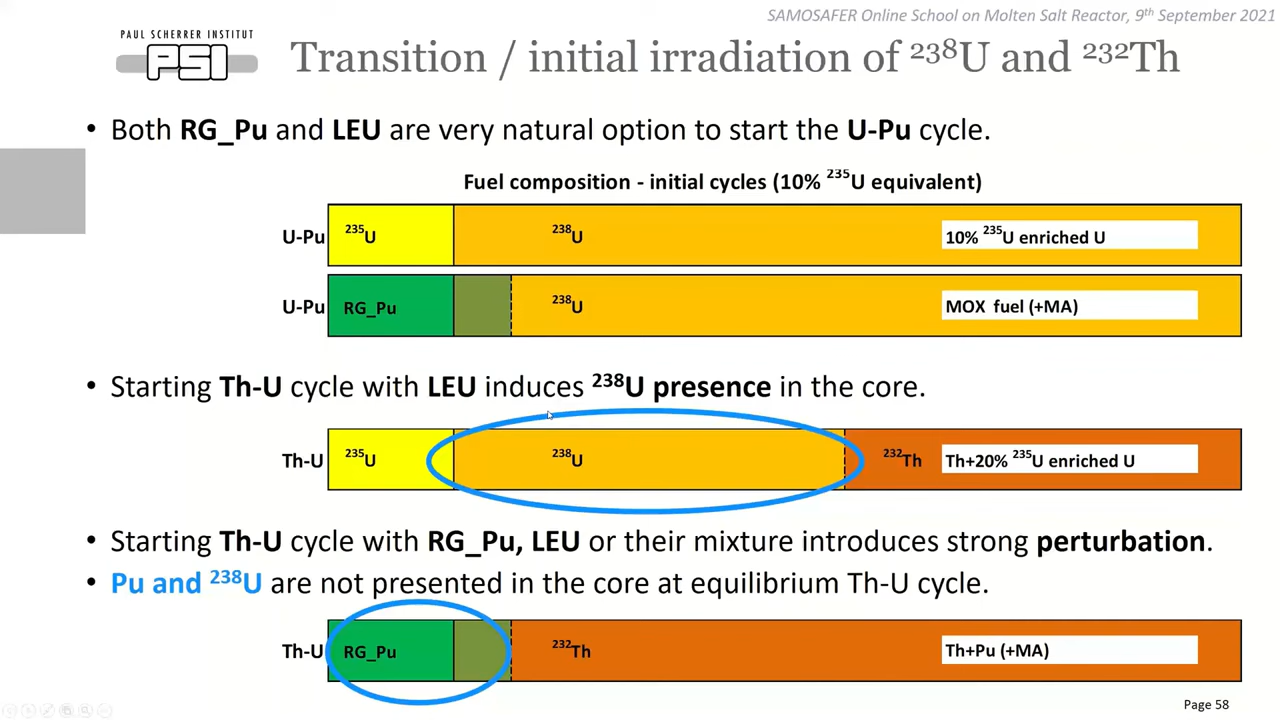 SAMOSAFER Online School on Molten Salt Reactor, 9th September 2021
PAUL SCHERRER INSTITUT
PSI
Transition / initial irradiation of ²³⁸U and ²³²Th
• Both RG_Pu and LEU are very natural option to start the U-Pu cycle.
Fuel composition - initial cycles (10% ²³⁵U equivalent)
U-Pu ²³⁵U ²³⁸U 10% ²³⁵U enriched U
U-Pu RG_Pu ²³⁸U MOX fuel (+MA)
• Starting Th-U cycle with LEU induces ²³⁸U presence in the core.
Th-U ²³⁵U ²³⁸U ²³²Th Th+20% ²³⁵U enriched U
• Starting Th-U cycle with RG_Pu, LEU or their mixture introduces strong perturbation.
• Pu and ²³⁸U are not presented in the core at equilibrium Th-U cycle.
Th-U RG_Pu ²³²Th Th+Pu (+MA)
Page 58